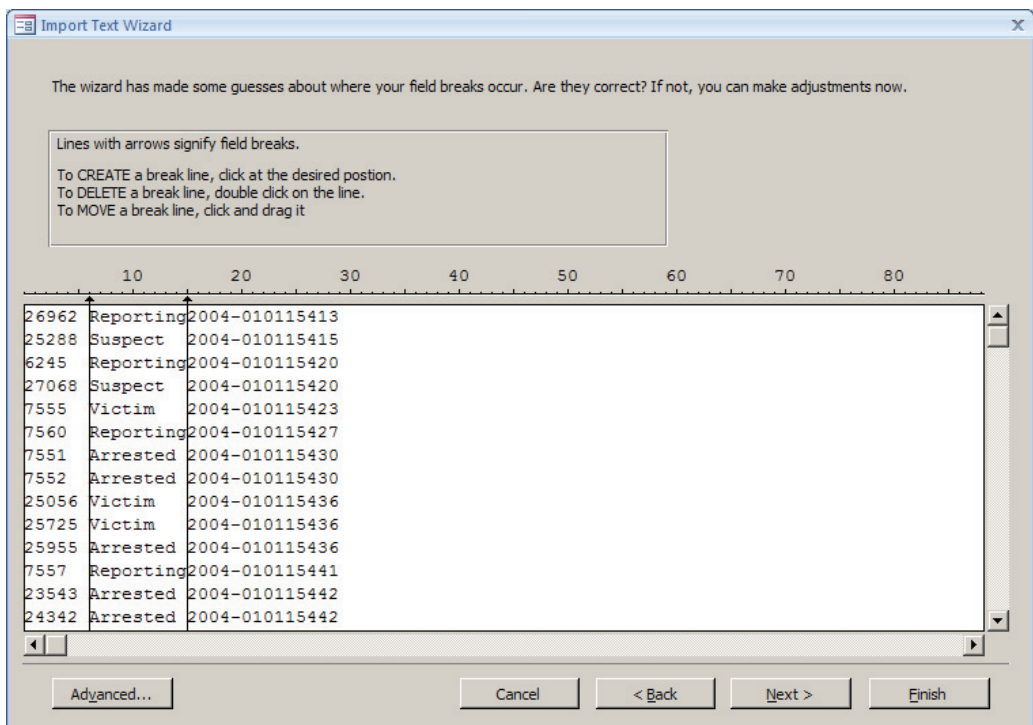 Import Text Wizard x
The wizard has made some guesses about where your field breaks occur. Are they correct? If not, you can make adjustments now.
Lines with arrows signify field breaks.
To CREATE a break line, click at the desired postion.
To DELETE a break line, double click on the line.
To MOVE a break line, click and drag it
10 20 30 40 50 60 70 80
26962 Reporting2004-010115413
25288 Suspect 2004-010115415
6245 Reporting2004-010115420
27068 Suspect 2004-010115420
7555 Victim 2004-010115423
7560 Reporting2004-010115427
7551 Arrested 2004-010115430
7552 Arrested 2004-010115430
25056 Victim 2004-010115436
25725 Victim 2004-010115436
25955 Arrested 2004-010115436
7557 Reporting2004-010115441
23543 Arrested 2004-010115442
24342 Arrested 2004-010115442
Advanced... Cancel < Back Next > Finish